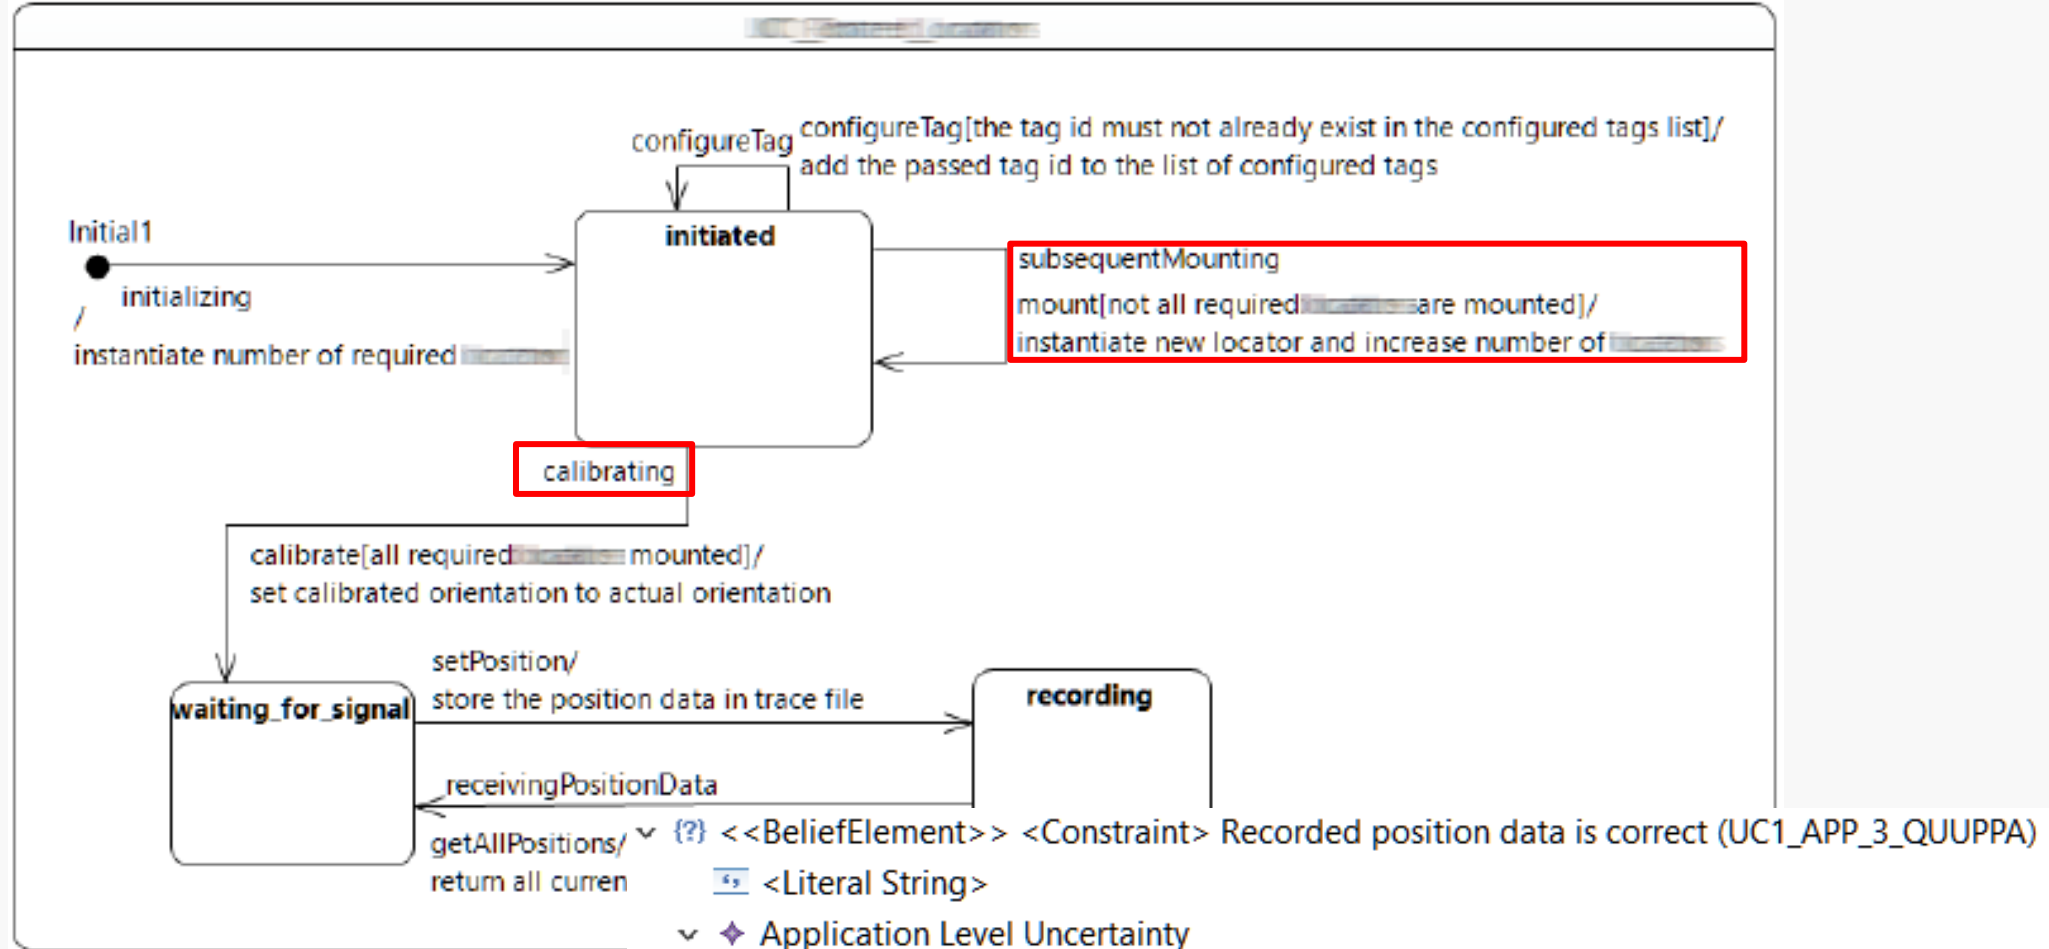 configureTag
configureTag[the tag id must not already exist in the configured tags list]/
add the passed tag id to the list of configured tags
Initial1
initiated
initializing
/
instantiate number of required
subsequentMounting
mount[not all required are mounted]/
instantiate new locator and increase number of
calibrating
calibrate[all required mounted]/
set calibrated orientation to actual orientation
setPosition/
store the position data in trace file
waiting_for_signal
recording
receivingPositionData
getAllPositions/
return all curren
{?} <<BeliefElement>> <Constraint> Recorded position data is correct (UC1_APP_3_QUUPPA)
<Literal String>
Application Level Uncertainty